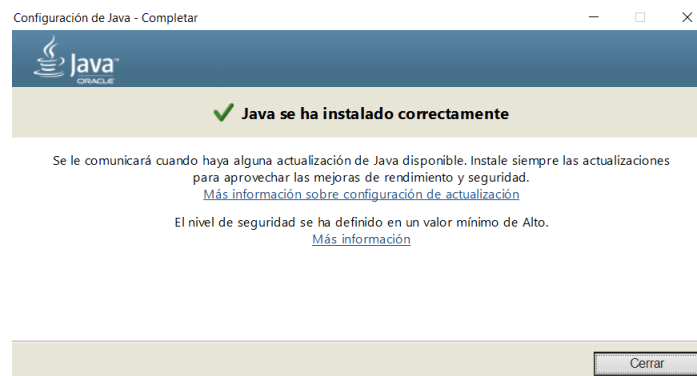 Configuración de Java - Completar
Java
ORACLE
Java se ha instalado correctamente
Se le comunicará cuando haya alguna actualización de Java disponible. Instale siempre las actualizaciones
para aprovechar las mejoras de rendimiento y seguridad.
Más información sobre configuración de actualización
El nivel de seguridad se ha definido en un valor mínimo de Alto.
Más información
Cerrar